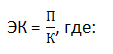 ЭК = П/К, где: